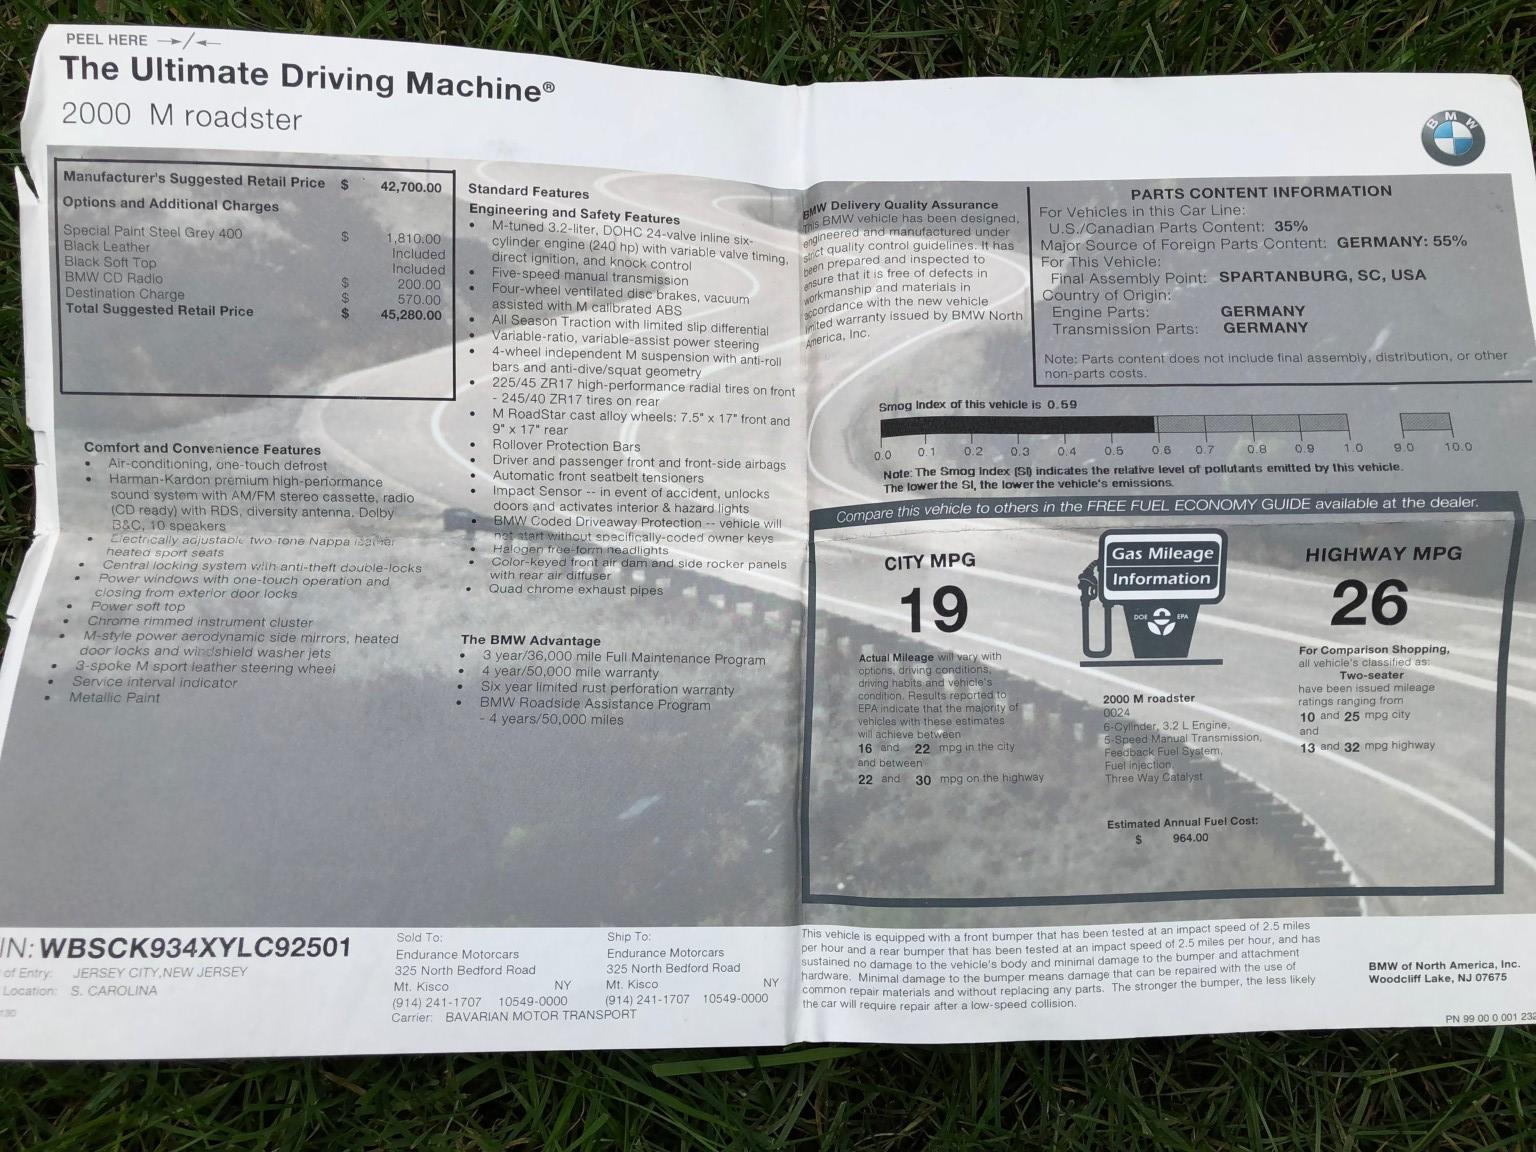 PEEL HERE →/←
The Ultimate Driving Machine®
2000 M roadster
BMW
Manufacturer's Suggested Retail Price $ 42,700.00
Options and Additional Charges
Special Paint Steel Grey 400 $ 1,810.00
Black Leather Included
Black Soft Top Included
BMW CD Radio $ 200.00
Destination Charge $ 570.00
Total Suggested Retail Price $ 45,280.00
Comfort and Convenience Features
• Air-conditioning, one-touch defrost
• Harman-Kardon premium high-performance
sound system with AM/FM stereo cassette, radio
(CD ready) with RDS, diversity antenna, Dolby
B&C, 10 speakers
• Electrically adjustable two tone Nappa leather
heated sport seats
• Central locking system with anti-theft double-locks
• Power windows with one-touch operation and
closing from exterior door locks
• Power soft top
• Chrome rimmed instrument cluster
• M-style power aerodynamic side mirrors, heated
door locks and windshield washer jets
• 3-spoke M sport leather steering wheel
• Service interval indicator
• Metallic Paint
Standard Features
Engineering and Safety Features
• M-tuned 3.2-liter, DOHC 24-valve inline six-
cylinder engine (240 hp) with variable valve timing,
direct ignition, and knock control
• Five-speed manual transmission
• Four-wheel ventilated disc brakes, vacuum
assisted with M calibrated ABS
• All Season Traction with limited slip differential
• Variable-ratio, variable-assist power steering
• 4-wheel independent M suspension with anti-roll
bars and anti-dive/squat geometry
• 225/45 ZR17 high-performance radial tires on front
- 245/40 ZR17 tires on rear
• M RoadStar cast alloy wheels: 7.5" x 17" front and
9" x 17" rear
• Rollover Protection Bars
• Driver and passenger front and front-side airbags
• Automatic front seatbelt tensioners
• Impact Sensor -- in event of accident, unlocks
doors and activates interior & hazard lights
• BMW Coded Driveaway Protection -- vehicle will
not start without specifically-coded owner keys
• Halogen free-form headlights
• Color-keyed front air dam and side rocker panels
with rear air diffuser
• Quad chrome exhaust pipes
The BMW Advantage
• 3 year/36,000 mile Full Maintenance Program
• 4 year/50,000 mile warranty
• Six year limited rust perforation warranty
• BMW Roadside Assistance Program
- 4 years/50,000 miles
BMW Delivery Quality Assurance
This BMW vehicle has been designed,
engineered and manufactured under
strict quality control guidelines. It has
been prepared and inspected to
ensure that it is free of defects in
workmanship and materials in
accordance with the new vehicle
limited warranty issued by BMW North
America, Inc.
PARTS CONTENT INFORMATION
For Vehicles in this Car Line:
U.S./Canadian Parts Content: 35%
Major Source of Foreign Parts Content: GERMANY: 55%
For This Vehicle:
Final Assembly Point: SPARTANBURG, SC, USA
Country of Origin:
Engine Parts: GERMANY
Transmission Parts: GERMANY
Note: Parts content does not include final assembly, distribution, or other
non-parts costs.
Smog Index of this vehicle is 0.59
0.0 0.1 0.2 0.3 0.4 0.5 0.6 0.7 0.8 0.9 1.0 9.0 10.0
Note: The Smog Index (SI) indicates the relative level of pollutants emitted by this vehicle.
The lower the SI, the lower the vehicle's emissions.
Compare this vehicle to others in the FREE FUEL ECONOMY GUIDE available at the dealer.
CITY MPG
19
Actual Mileage will vary with
options, driving conditions,
driving habits and vehicle's
condition. Results reported to
EPA indicate that the majority of
vehicles with these estimates
will achieve between
16 and 22 mpg in the city
and between
22 and 30 mpg on the highway
Gas Mileage
Information
DOE EPA
2000 M roadster
0024
6-Cylinder, 3.2 L Engine,
5-Speed Manual Transmission,
Feedback Fuel System,
Fuel injection,
Three Way Catalyst
Estimated Annual Fuel Cost:
$ 964.00
HIGHWAY MPG
26
For Comparison Shopping,
all vehicle's classified as:
Two-seater
have been issued mileage
ratings ranging from
10 and 25 mpg city
and
13 and 32 mpg highway
IN: WBSCK934XYLC92501
of Entry: JERSEY CITY,NEW JERSEY
Location: S. CAROLINA
Sold To:
Endurance Motorcars
325 North Bedford Road
Mt. Kisco NY
(914) 241-1707 10549-0000
Carrier: BAVARIAN MOTOR TRANSPORT
Ship To:
Endurance Motorcars
325 North Bedford Road
Mt. Kisco NY
(914) 241-1707 10549-0000
This vehicle is equipped with a front bumper that has been tested at an impact speed of 2.5 miles
per hour and a rear bumper that has been tested at an impact speed of 2.5 miles per hour, and has
sustained no damage to the vehicle's body and minimal damage to the bumper and attachment
hardware. Minimal damage to the bumper means damage that can be repaired with the use of
common repair materials and without replacing any parts. The stronger the bumper, the less likely
the car will require repair after a low-speed collision.
BMW of North America, Inc.
Woodcliff Lake, NJ 07675
PN 99 00 0 001 232